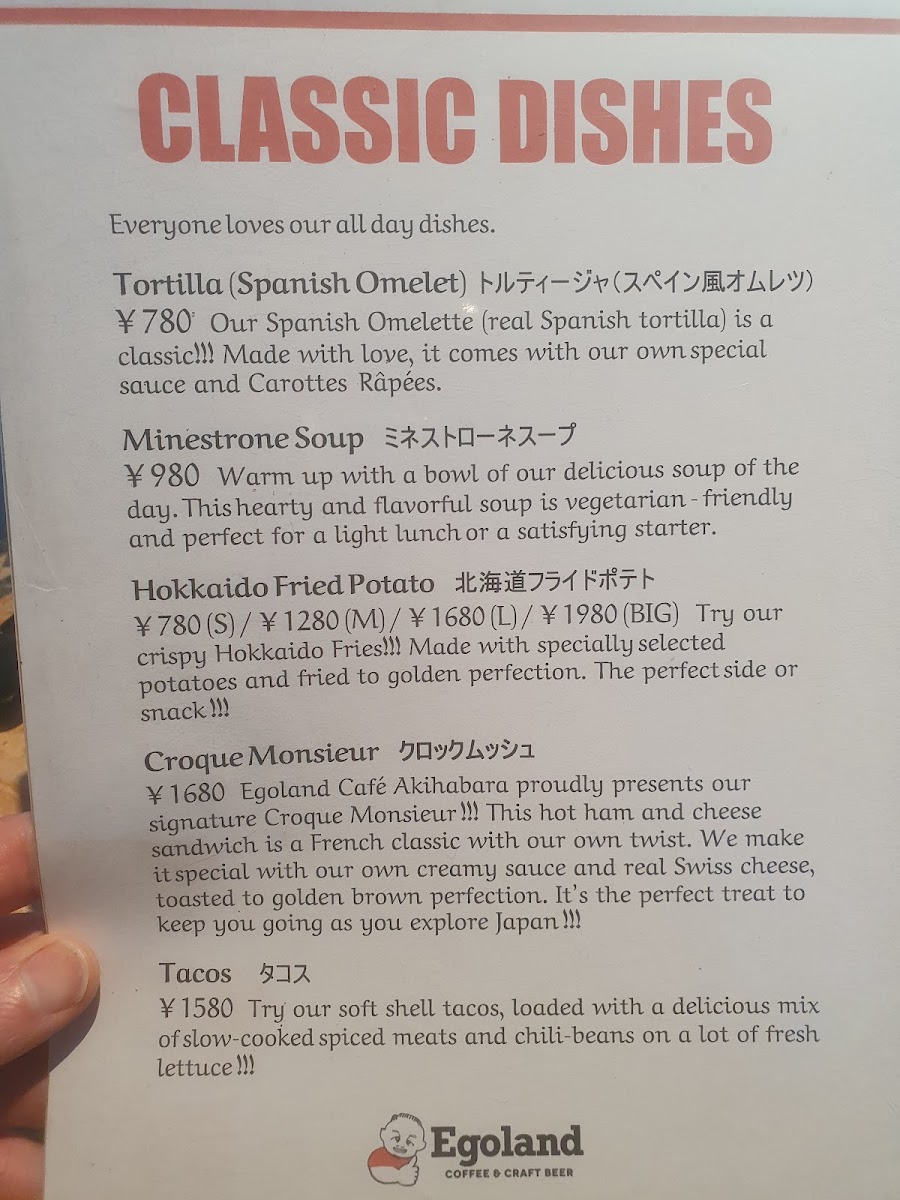 CLASSIC DISHES
Everyone loves our all day dishes.
Tortilla (Spanish Omelet) トルティージャ(スペイン風オムレツ)
¥780 Our Spanish Omelette (real Spanish tortilla) is a
classic!!! Made with love, it comes with our own special
sauce and Carottes Râpées.
Minestrone Soup ミネストローネスープ
¥980 Warm up with a bowl of our delicious soup of the
day. This hearty and flavorful soup is vegetarian - friendly
and perfect for a light lunch or a satisfying starter.
Hokkaido Fried Potato 北海道フライドポテト
¥780 (S) / ¥1280 (M) / ¥1680 (L) / ¥1980 (BIG) Try our
crispy Hokkaido Fries!!! Made with specially selected
potatoes and fried to golden perfection. The perfect side or
snack!!!
Croque Monsieur クロックムッシュ
¥1680 Egoland Café Akihabara proudly presents our
signature Croque Monsieur!!! This hot ham and cheese
sandwich is a French classic with our own twist. We make
it special with our own creamy sauce and real Swiss cheese,
toasted to golden brown perfection. It's the perfect treat to
keep you going as you explore Japan!!!
Tacos タコス
¥1580 Try our soft shell tacos, loaded with a delicious mix
of slow-cooked spiced meats and chili-beans on a lot of fresh
lettuce!!!
Egoland
COFFEE & CRAFT BEER